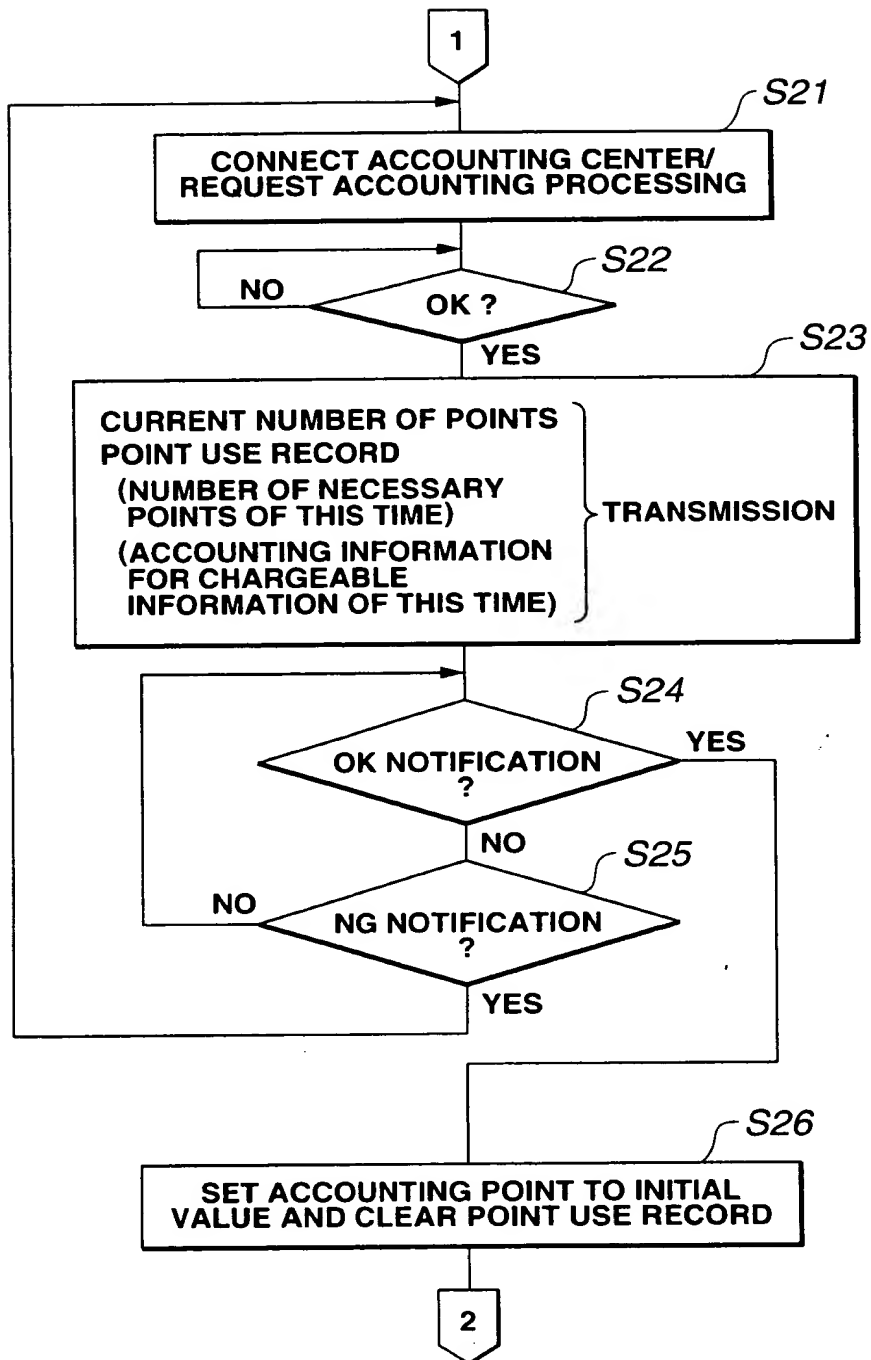 1
S21
CONNECT ACCOUNTING CENTER/
REQUEST ACCOUNTING PROCESSING
S22
NO
OK ?
YES
S23
CURRENT NUMBER OF POINTS
POINT USE RECORD
(NUMBER OF NECESSARY
POINTS OF THIS TIME)
(ACCOUNTING INFORMATION
FOR CHARGEABLE
INFORMATION OF THIS TIME)
TRANSMISSION
S24
OK NOTIFICATION
?
YES
NO
S25
NO
NG NOTIFICATION
?
YES
S26
SET ACCOUNTING POINT TO INITIAL
VALUE AND CLEAR POINT USE RECORD
2